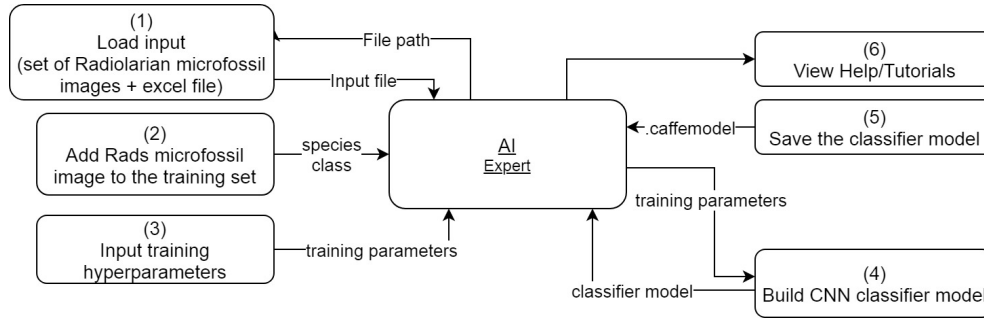 (1)
Load input
(set of Radiolarian microfossil
images + excel file)
File path
Input file
(2)
Add Rads microfossil
image to the training set
species
class
(3)
Input training
hyperparameters
training parameters
AI
Expert
(6)
View Help/Tutorials
(5)
Save the classifier model
.caffemodel
training parameters
(4)
Build CNN classifier model
classifier model